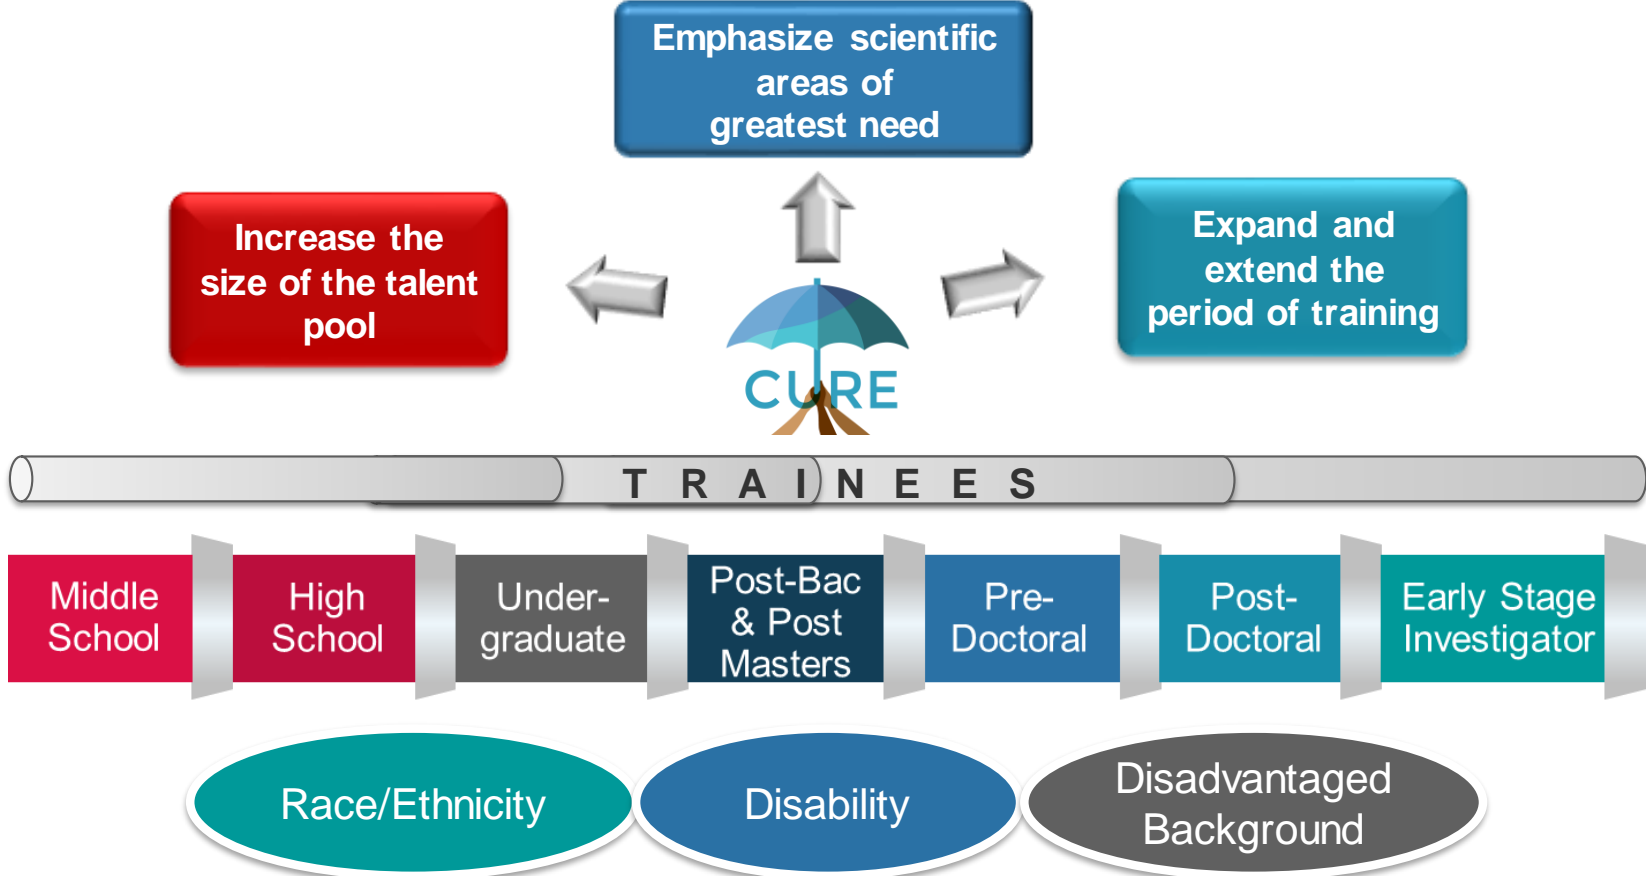 Emphasize scientific
areas of
greatest need
Increase the
size of the talent
pool
Expand and
extend the
period of training
CURE
TRAINEES
Middle
School
High
School
Under-
graduate
Post-Bac
& Post
Masters
Pre-
Doctoral
Post-
Doctoral
Early Stage
Investigator
Race/Ethnicity
Disability
Disadvantaged
Background